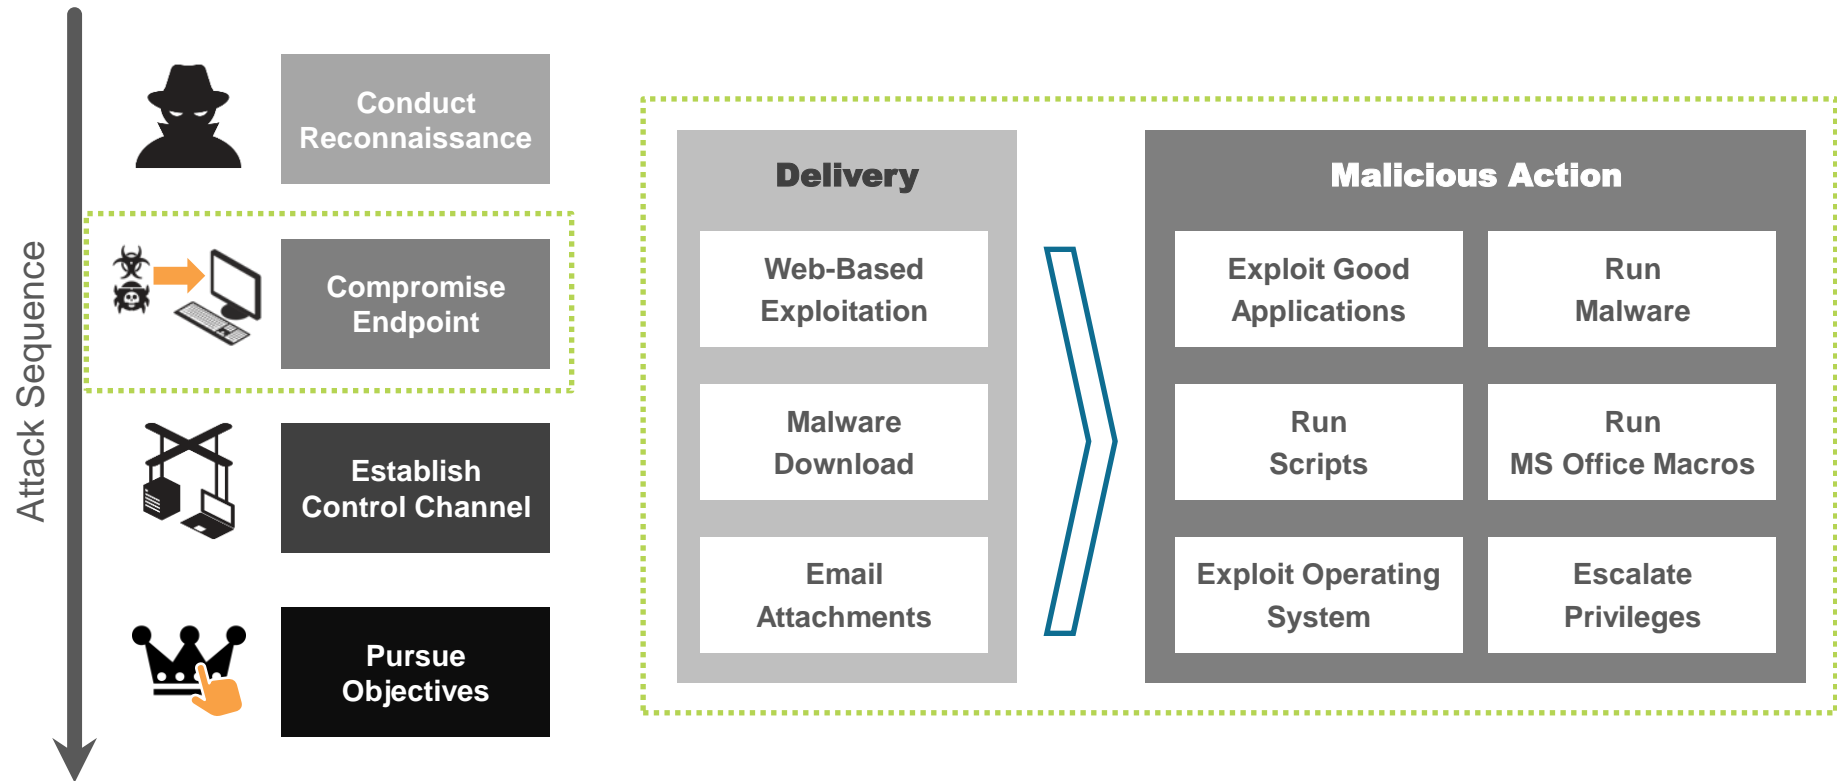 Attack Sequence
Conduct
Reconnaissance
Compromise
Endpoint
Establish
Control Channel
Pursue
Objectives
Delivery
Web-Based
Exploitation
Malware
Download
Email
Attachments
Malicious Action
Exploit Good
Applications
Run
Malware
Run
Scripts
Run
MS Office Macros
Exploit Operating
System
Escalate
Privileges